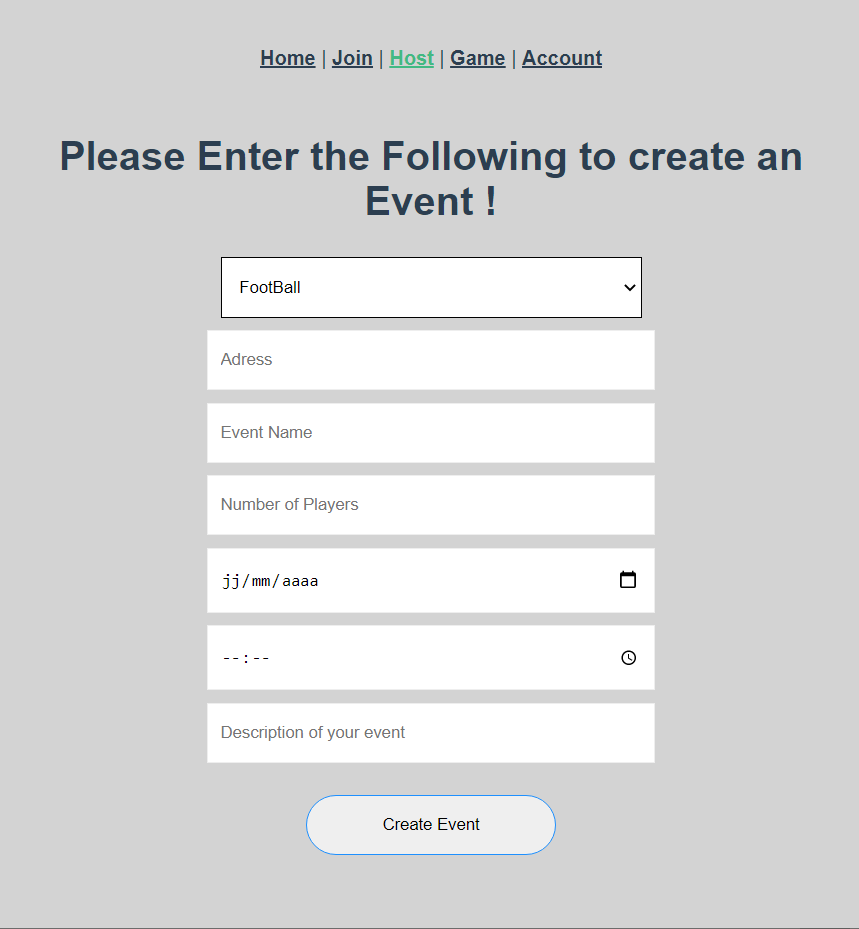 Home | Join | Host | Game | Account
Please Enter the Following to create an
Event !
FootBall
Adress
Event Name
Number of Players
jj/mm/aaaa
--:--
Description of your event
Create Event